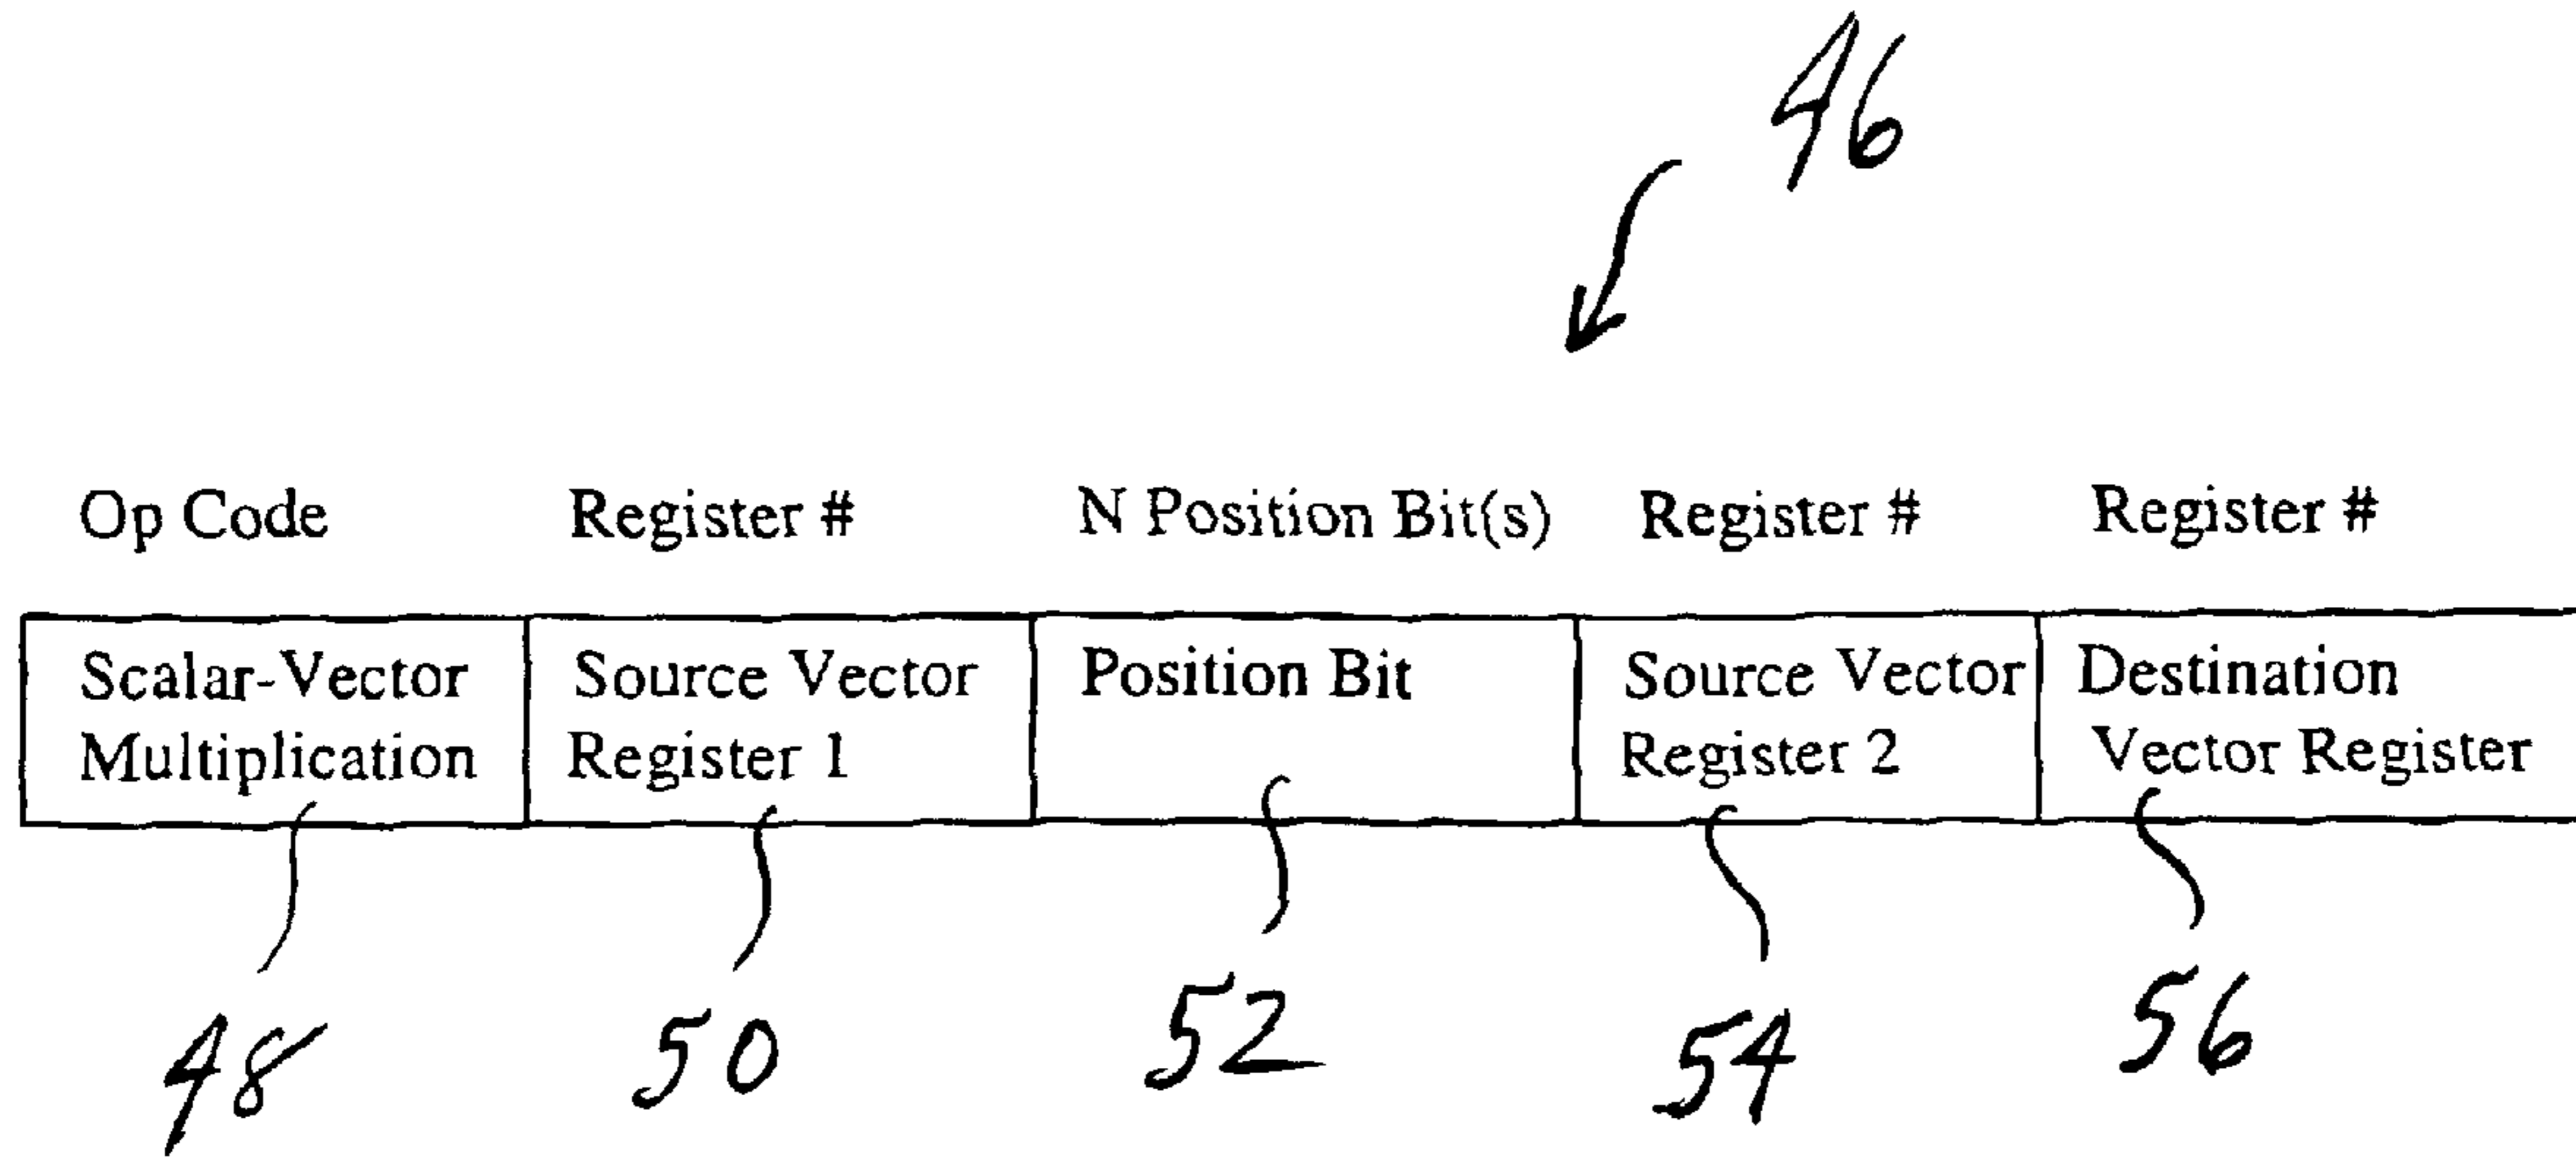 46
Op Code Register # N Position Bit(s) Register # Register #
Scalar-Vector Source Vector Position Bit Source Vector Destination
Multiplication Register 1 Register 2 Vector Register
48 50 52 54 56